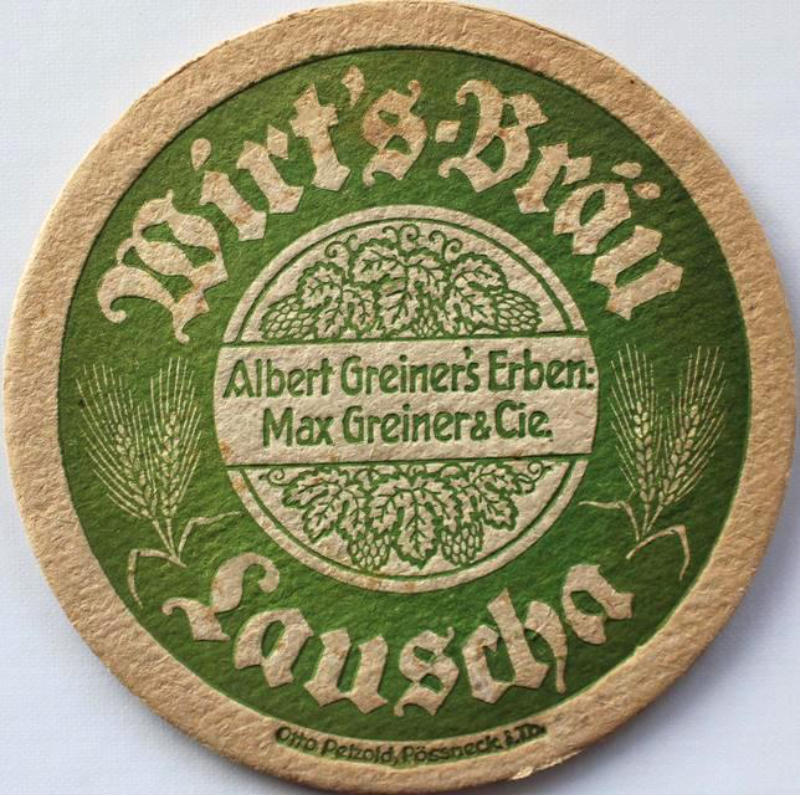 Wirt's-Bräu
Albert Greiner's Erben:
Max Greiner & Cie.
Lauscha
Otto Petzold, Pössneck i. Th.